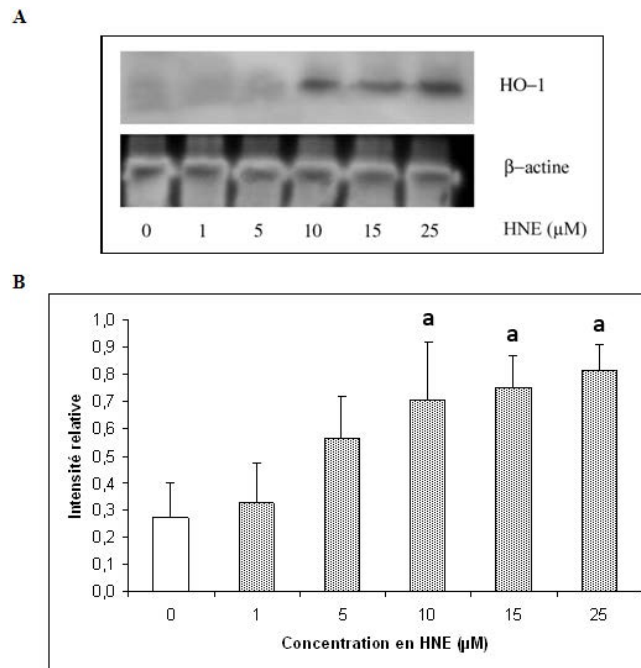 A
HO–1
β–actine
0 1 5 10 15 25 HNE (µM)
B
1,0
0,9
0,8
0,7
0,6
0,5
0,4
0,3
0,2
0,1
0,0
Intensité relative
a a a
0 1 5 10 15 25
Concentration en HNE (µM)